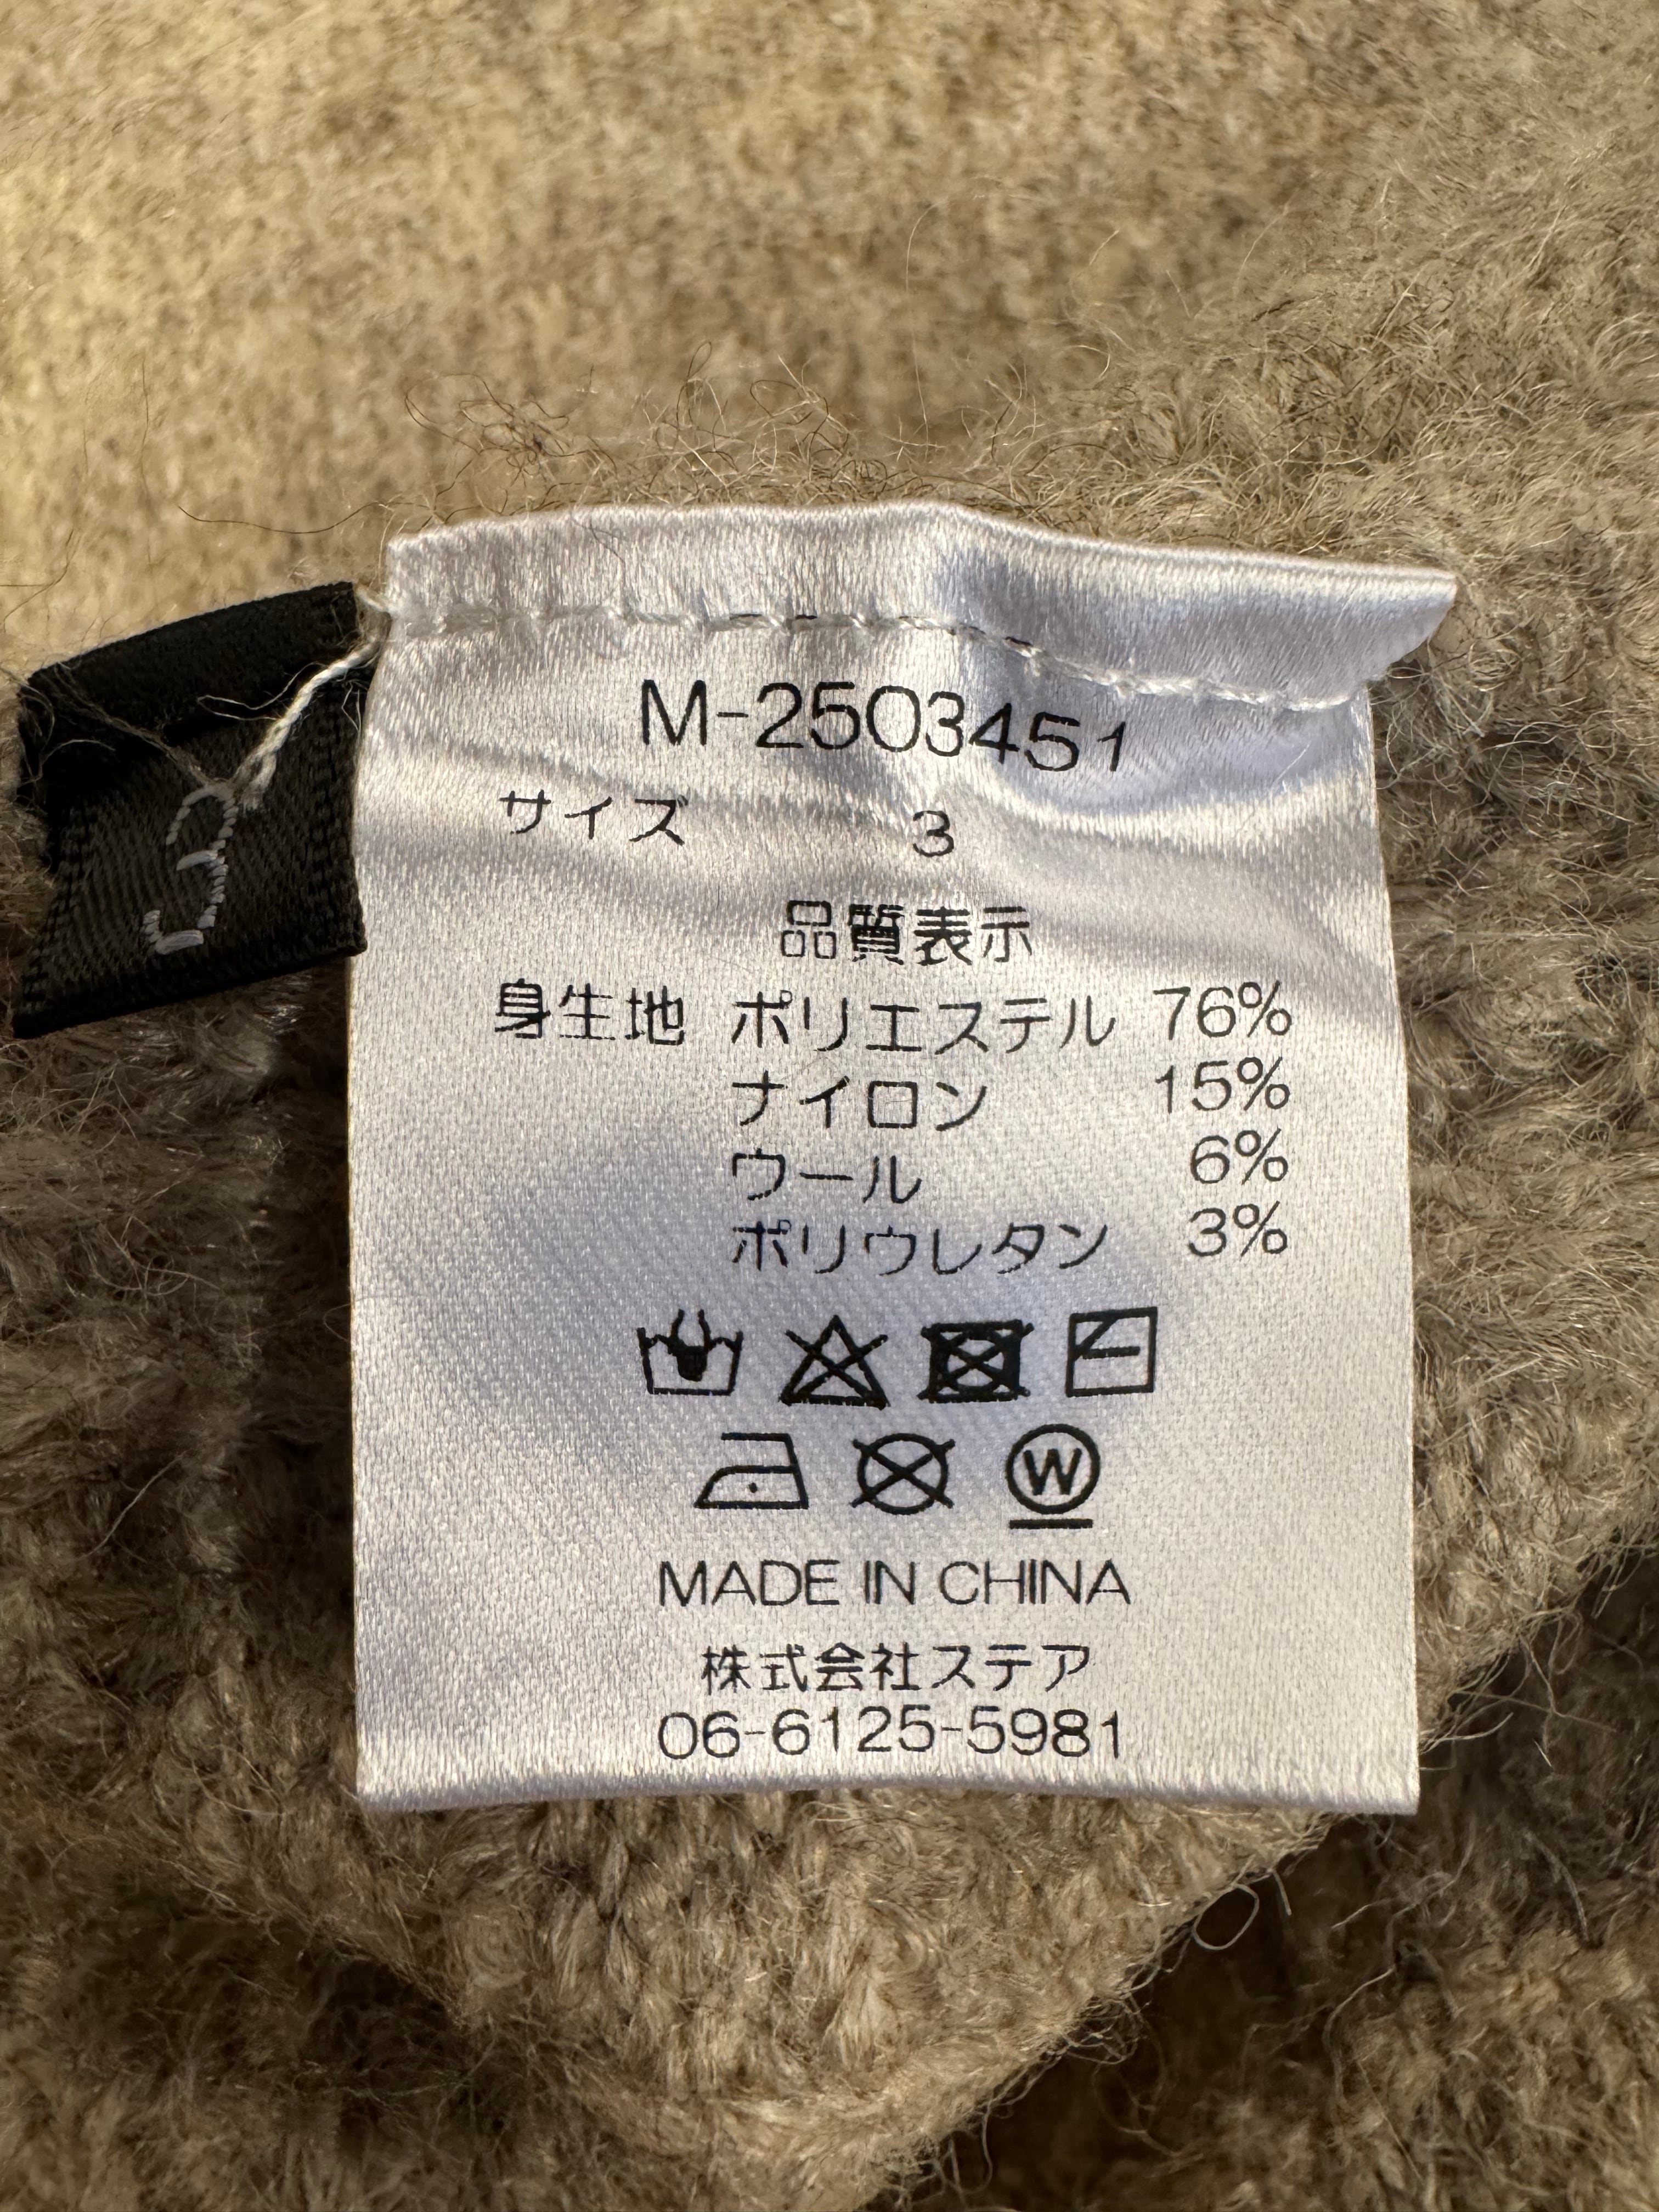 M-2503451
サイズ 3
3
品質表示
身生地 ポリエステル 76%
ナイロン 15%
ウール 6%
ポリウレタン 3%
W
MADE IN CHINA
株式会社ステア
06-6125-5981